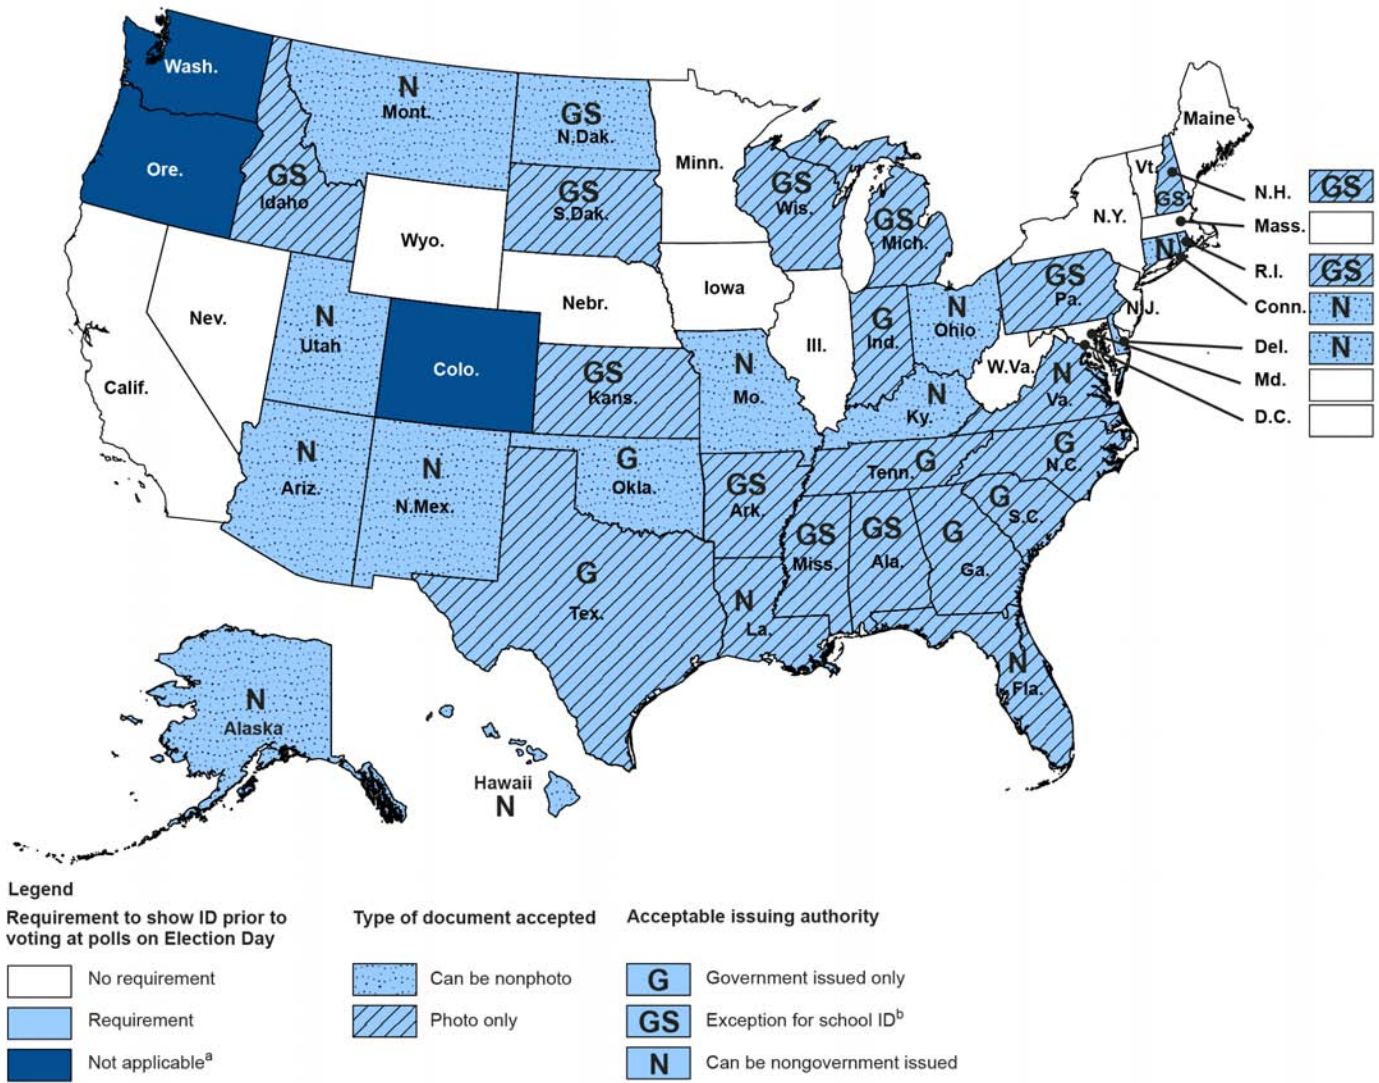 Wash.
Ore.
Calif.
Nev.
GS
Idaho
N
Mont.
Wyo.
N
Utah
Colo.
N
Ariz.
N
N.Mex.
GS
N.Dak.
GS
S.Dak.
Nebr.
GS
Kans.
G
Okla.
G
Tex.
Minn.
Iowa
N
Mo.
GS
Ark.
N
La.
GS
Wis.
Ill.
GS
Mich.
G
Ind.
N
Ohio
N
Ky.
Tenn.
G
GS
Miss.
GS
Ala.
G
Ga.
N
Fla.
G
S.C.
G
N.C.
N
Va.
W.Va.
GS
Pa.
N.Y.
N.J.
Vt
GS
N
Maine
N.H.
GS
Mass.
R.I.
GS
Conn.
N
Del.
N
Md.
D.C.
N
Alaska
Hawaii
N
Legend
Requirement to show ID prior to
voting at polls on Election Day
No requirement
Requirement
Not applicableᵃ
Type of document accepted
Can be nonphoto
Photo only
Acceptable issuing authority
G Government issued only
GS Exception for school IDᵇ
N Can be nongovernment issued